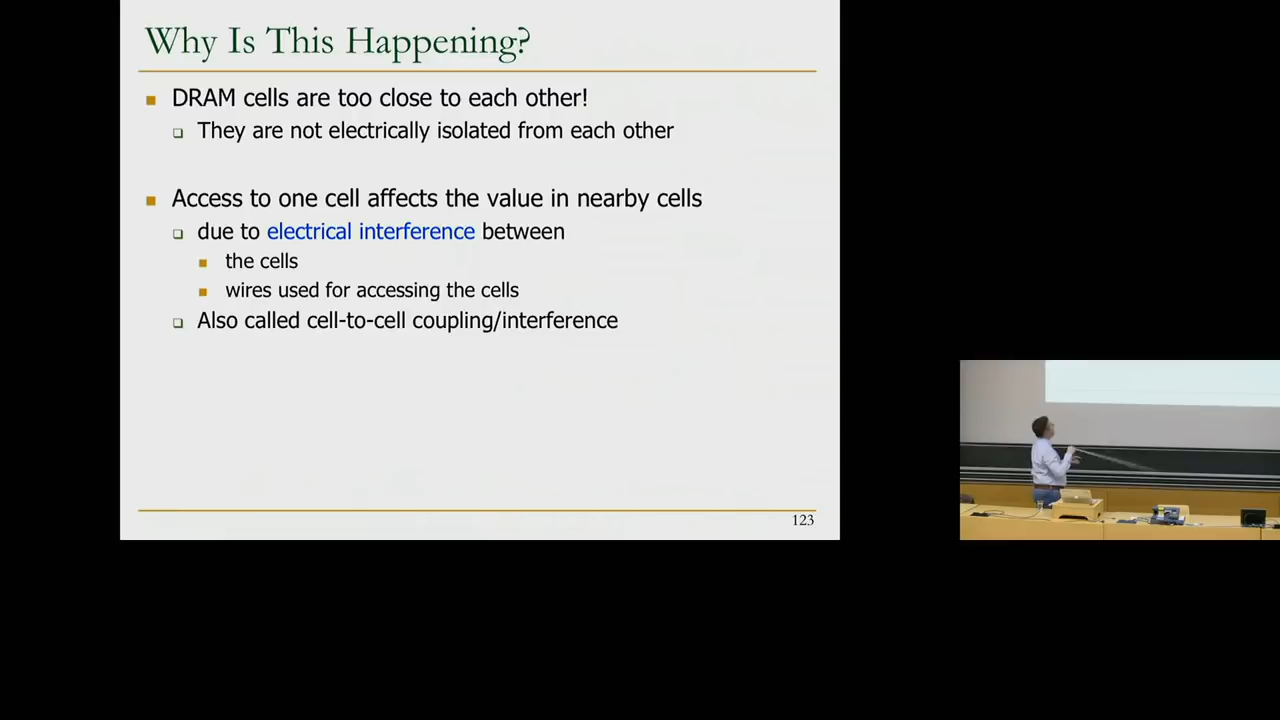 Why Is This Happening?
DRAM cells are too close to each other!
They are not electrically isolated from each other
Access to one cell affects the value in nearby cells
due to electrical interference between
the cells
wires used for accessing the cells
Also called cell-to-cell coupling/interference
123